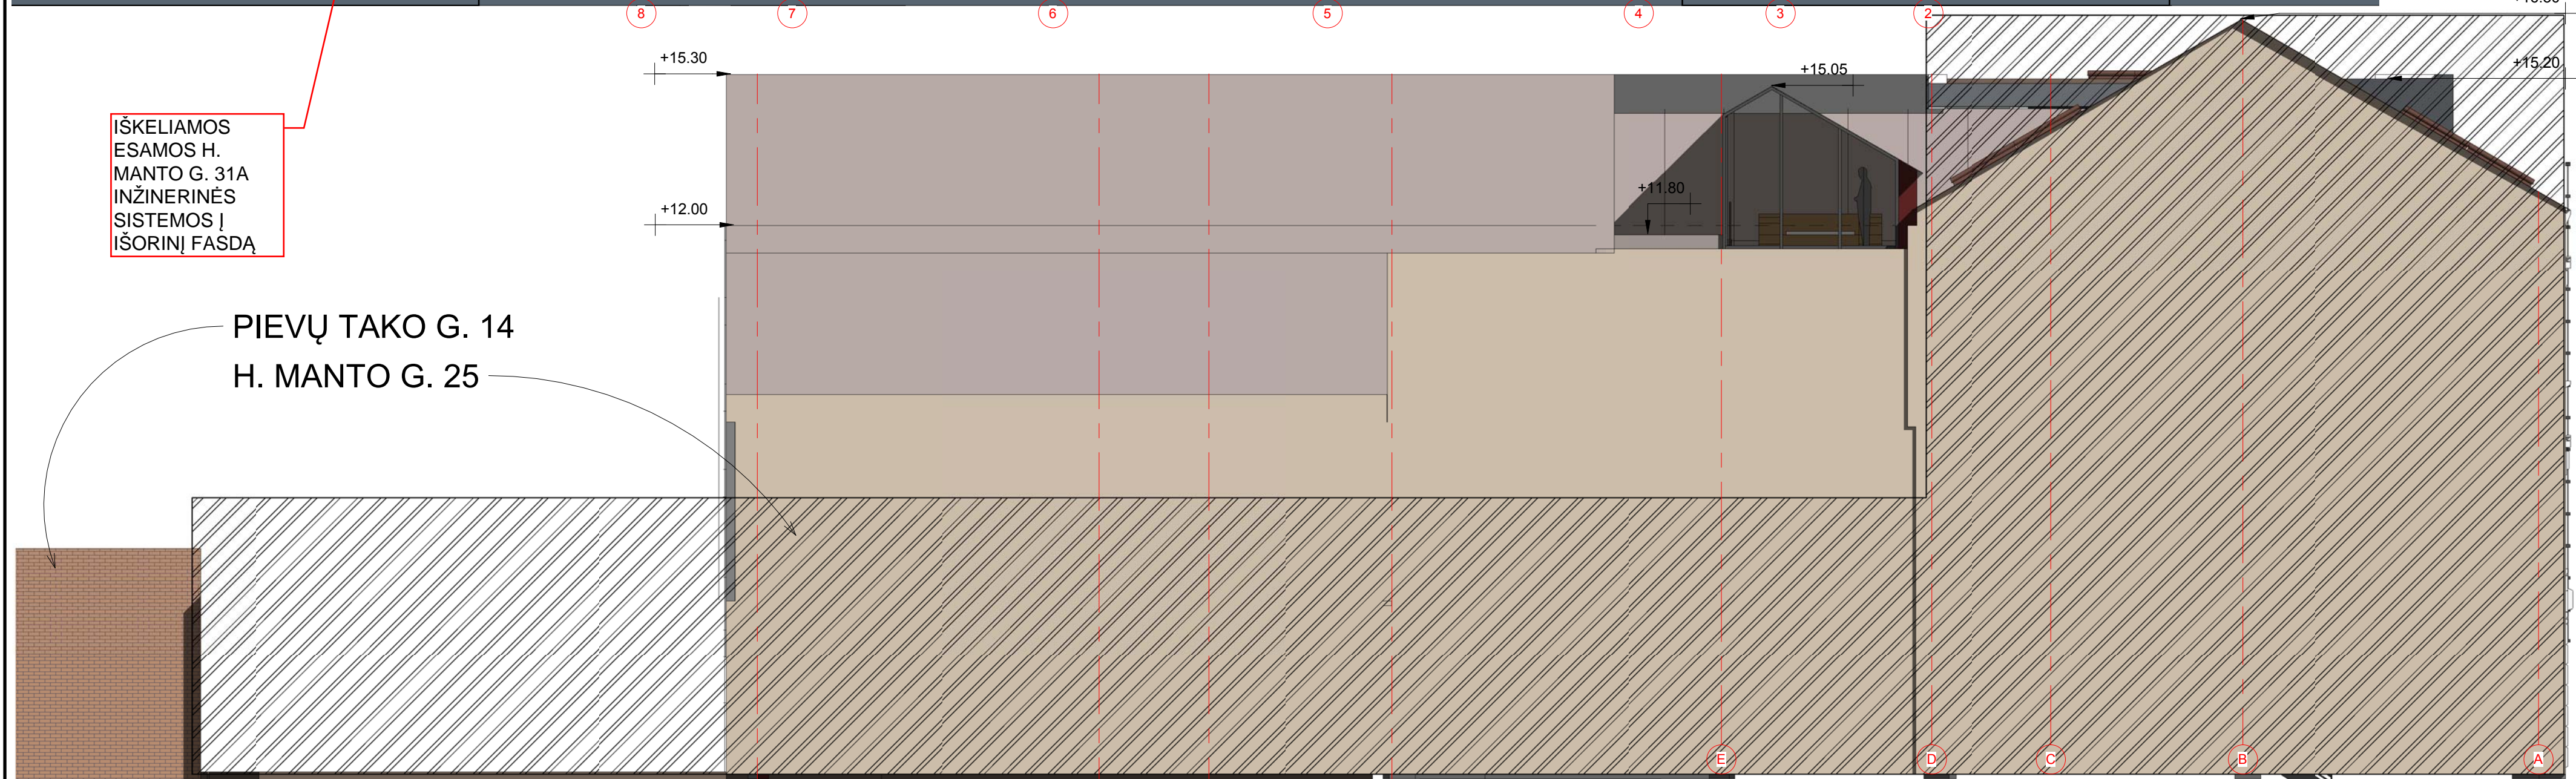 8 7 6 5 4 3 2
+15.30
+15.05
+15.20
IŠKELIAMOS
ESAMOS H.
MANTO G. 31A
INŽINERINĖS
SISTEMOS Į
IŠORINĮ FASDĄ
+11.80
+12.00
PIEVŲ TAKO G. 14
H. MANTO G. 25
E D C B A